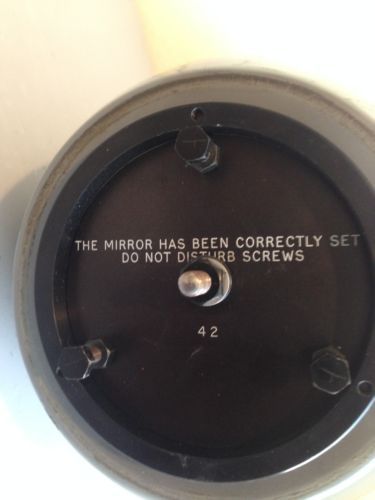 THE MIRROR HAS BEEN CORRECTLY SET
DO NOT DISTURB SCREWS
42